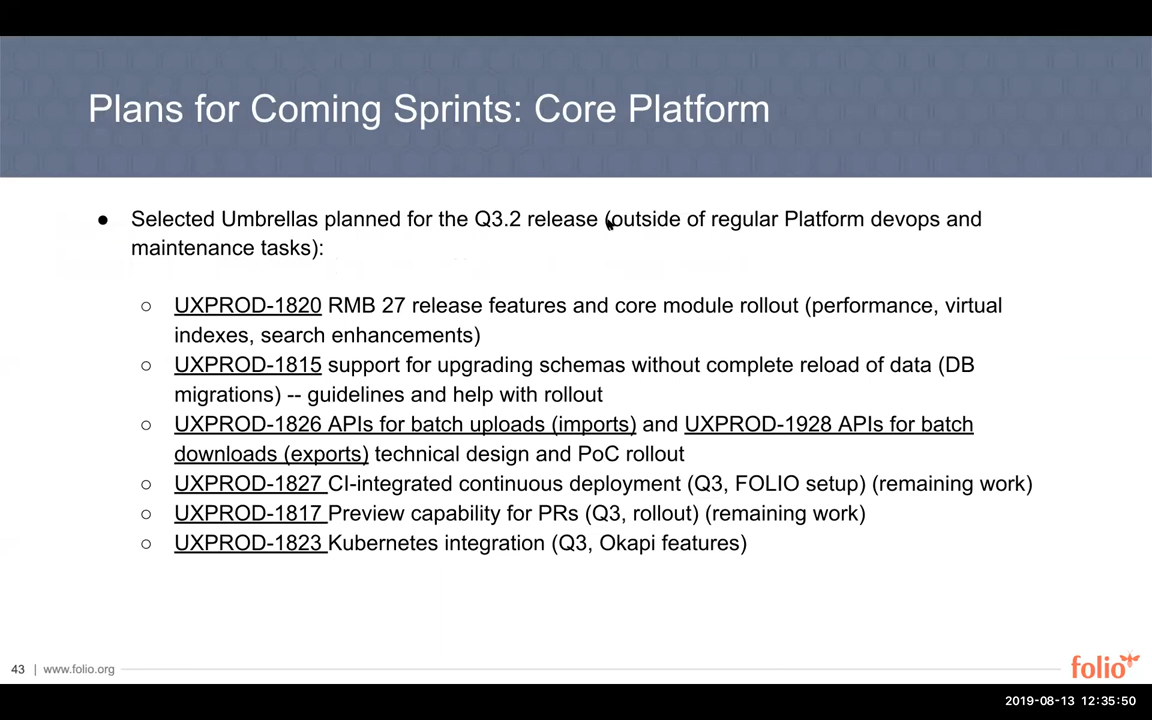 Plans for Coming Sprints: Core Platform
● Selected Umbrellas planned for the Q3.2 release (outside of regular Platform devops and
maintenance tasks):
○ UXPROD-1820 RMB 27 release features and core module rollout (performance, virtual
indexes, search enhancements)
○ UXPROD-1815 support for upgrading schemas without complete reload of data (DB
migrations) -- guidelines and help with rollout
○ UXPROD-1826 APIs for batch uploads (imports) and UXPROD-1928 APIs for batch
downloads (exports) technical design and PoC rollout
○ UXPROD-1827 CI-integrated continuous deployment (Q3, FOLIO setup) (remaining work)
○ UXPROD-1817 Preview capability for PRs (Q3, rollout) (remaining work)
○ UXPROD-1823 Kubernetes integration (Q3, Okapi features)
43 | www.folio.org
folio
2019-08-13 12:35:50